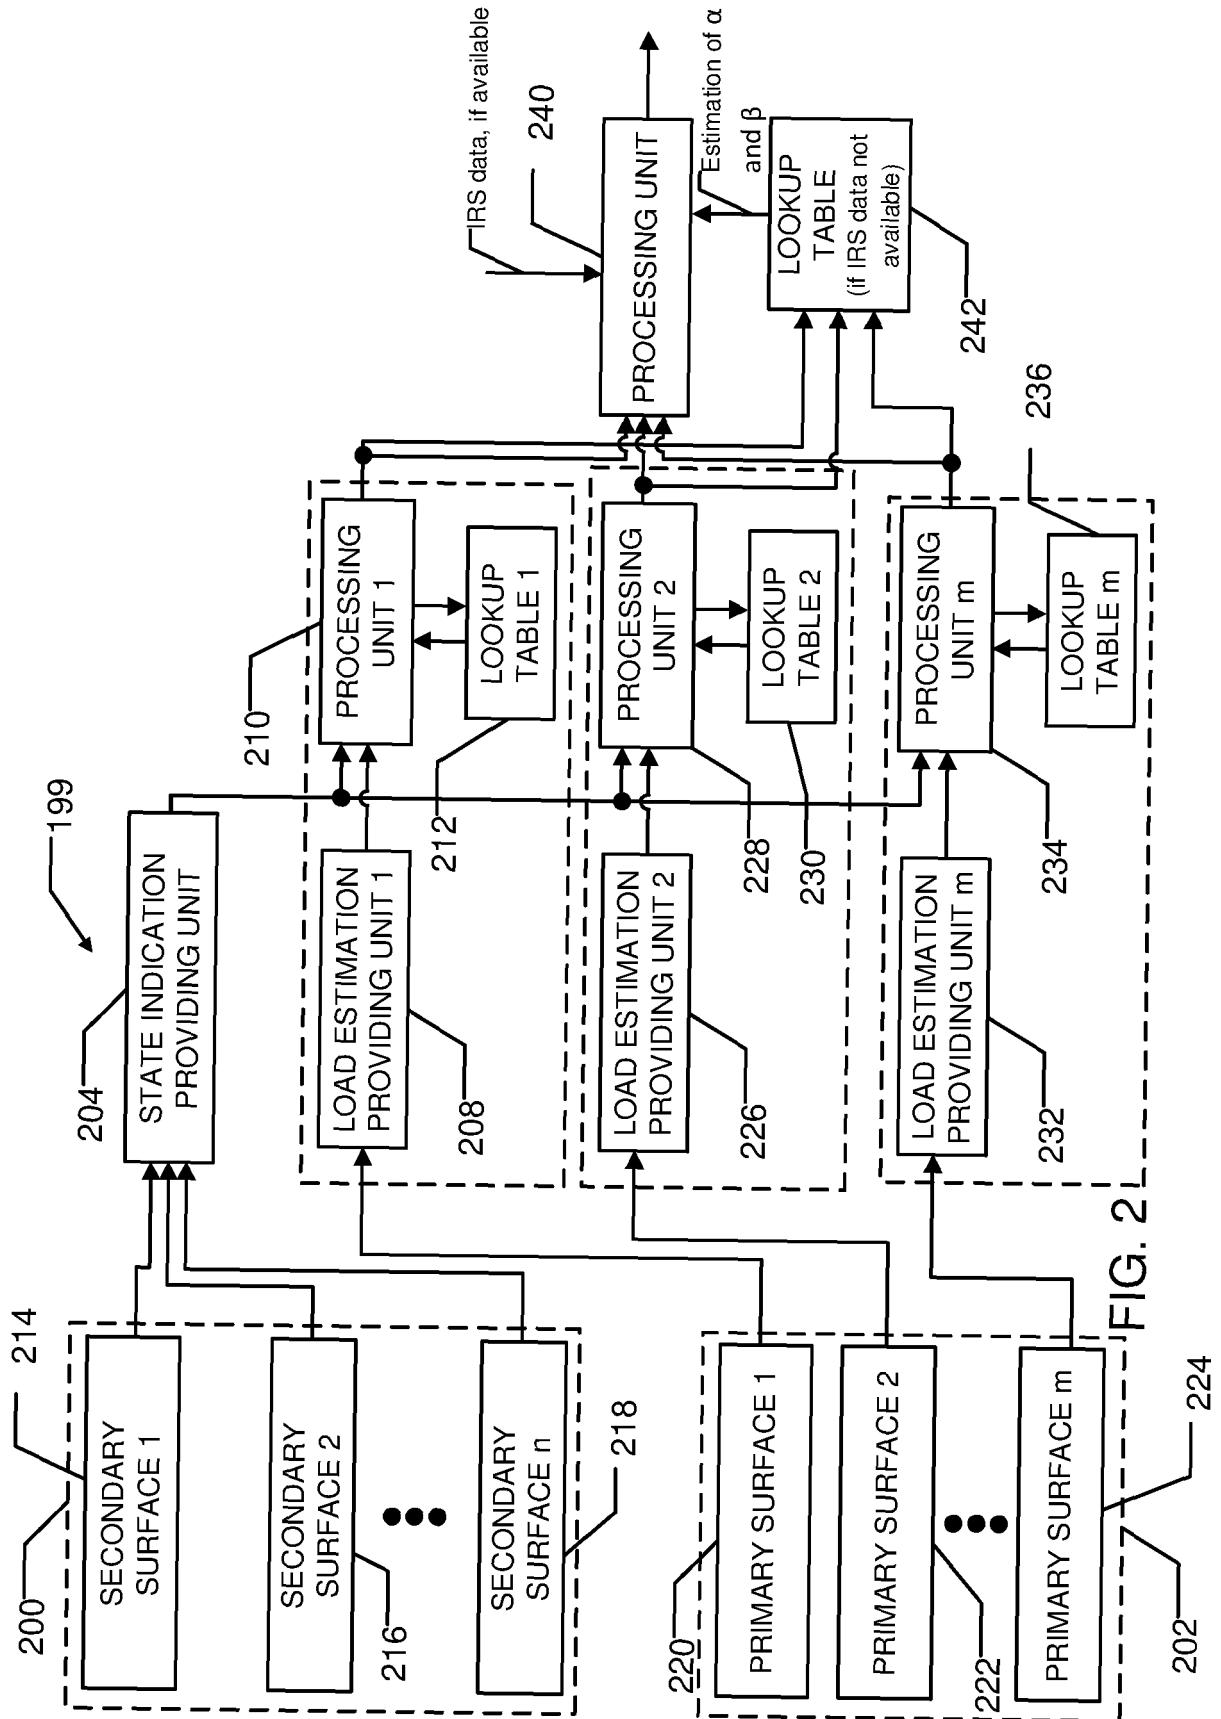 200
214
SECONDARY
SURFACE 1
SECONDARY
SURFACE 2
216
SECONDARY
SURFACE n
218
220
PRIMARY SURFACE 1
PRIMARY SURFACE 2
222
PRIMARY SURFACE m
224
202
199
204
STATE INDICATION
PROVIDING UNIT
LOAD ESTIMATION
PROVIDING UNIT 1
208
LOAD ESTIMATION
PROVIDING UNIT 2
226
LOAD ESTIMATION
PROVIDING UNIT m
232
210
PROCESSING
UNIT 1
LOOKUP
TABLE 1
212
PROCESSING
UNIT 2
228
LOOKUP
TABLE 2
230
PROCESSING
UNIT m
234
LOOKUP
TABLE m
236
IRS data, if available
240
PROCESSING UNIT
Estimation of α
and β
LOOKUP
TABLE
(if IRS data not
available)
242
FIG. 2